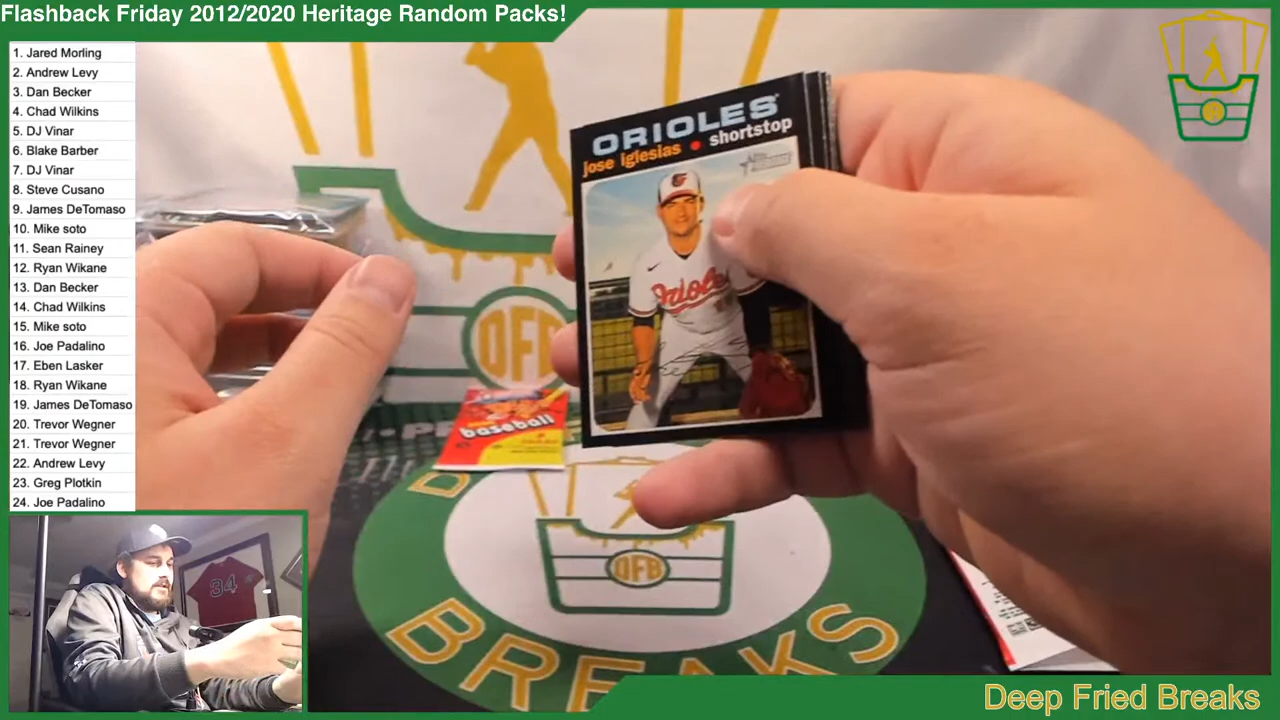 Flashback Friday 2012/2020 Heritage Random Packs!
1. Jared Morling
2. Andrew Levy
3. Dan Becker
4. Chad Wilkins
5. DJ Vinar
6. Blake Barber
7. DJ Vinar
8. Steve Cusano
9. James DeTomaso
10. Mike soto
11. Sean Rainey
12. Ryan Wikane
13. Dan Becker
14. Chad Wilkins
15. Mike soto
16. Joe Padalino
17. Eben Lasker
18. Ryan Wikane
19. James DeTomaso
20. Trevor Wegner
21. Trevor Wegner
22. Andrew Levy
23. Greg Plotkin
24. Joe Padalino
ORIOLES
jose iglesias • shortstop
Orioles
DFB
baseball
DFB
BREAKS
34
Deep Fried Breaks